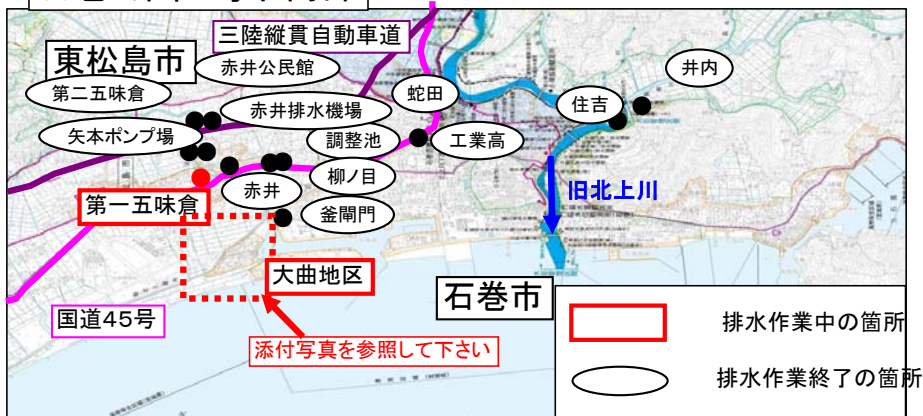 三陸縦貫自動車道
東松島市
赤井公民館
井内
第二五味倉
蛇田
住吉
赤井排水機場
矢本ポンプ場
調整池
工業高
赤井
柳ノ目
旧北上川
第一五味倉
釜閘門
大曲地区
石巻市
国道45号
排水作業中の箇所
添付写真を参照して下さい
排水作業終了の箇所